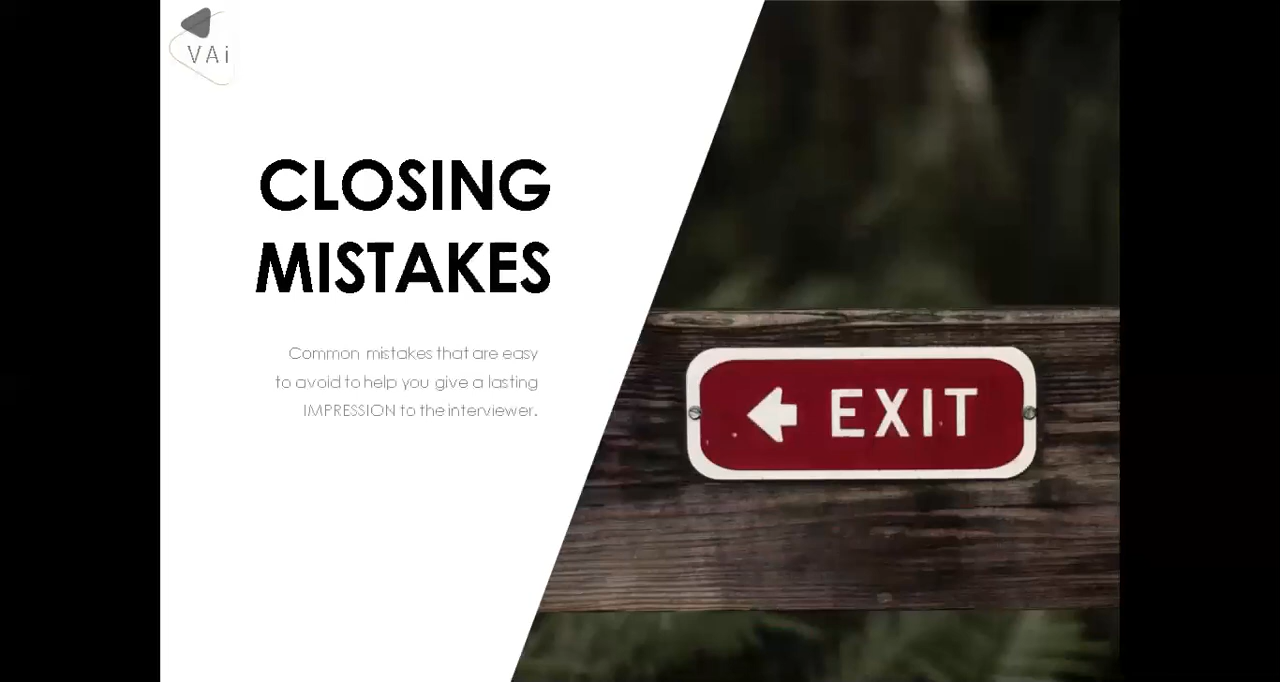 VAi
CLOSING
MISTAKES
Common mistakes that are easy
to avoid to help you give a lasting
IMPRESSION to the interviewer.
EXIT